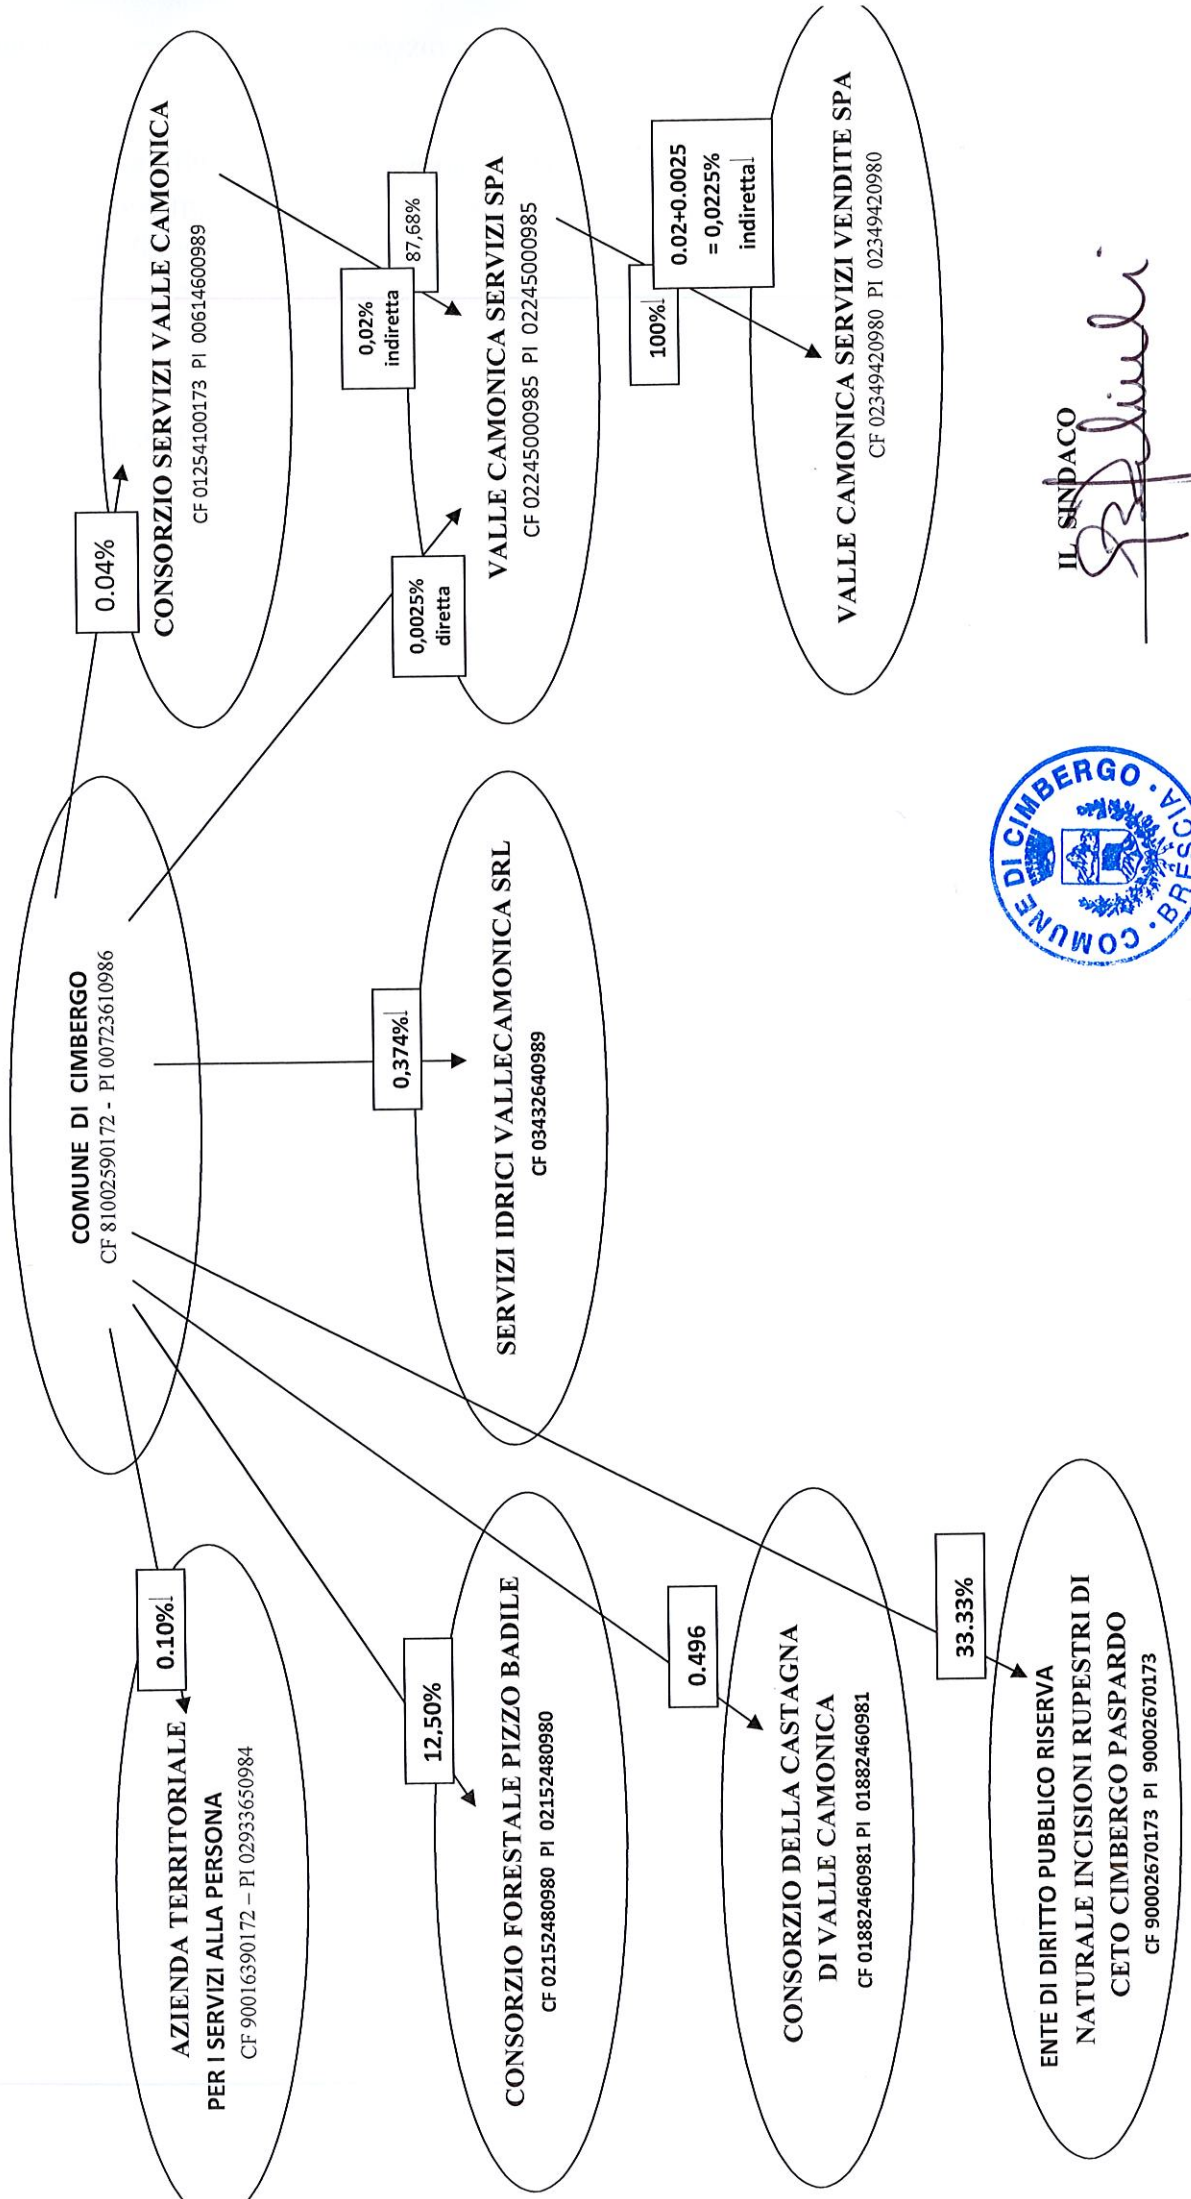 COMUNE DI CIMBERGO
CF 81002590172 - PI 00723610986
0.10%
AZIENDA TERRITORIALE
PER I SERVIZI ALLA PERSONA
CF 90016390172 – PI 02933650984
0.04%
CONSORZIO SERVIZI VALLE CAMONICA
CF 01254100173 PI 00614600989
12,50%
CONSORZIO FORESTALE PIZZO BADILE
CF 02152480980 PI 02152480980
0,374%
SERVIZI IDRICI VALLECAMONICA SRL
CF 03432640989
0,0025%
diretta
0,02%
indiretta
87,68%
VALLE CAMONICA SERVIZI SPA
CF 02245000985 PI 02245000985
0.496
CONSORZIO DELLA CASTAGNA
DI VALLE CAMONICA
CF 01882460981 PI 01882460981
100%
0.02+0.0025
= 0,0225%
indiretta
VALLE CAMONICA SERVIZI VENDITE SPA
CF 02349420980 PI 02349420980
33.33%
ENTE DI DIRITTO PUBBLICO RISERVA
NATURALE INCISIONI RUPESTRI DI
CETO CIMBERGO PASPARDO
CF 90002670173 PI 90002670173
COMUNE DI CIMBERGO
IL SINDACO